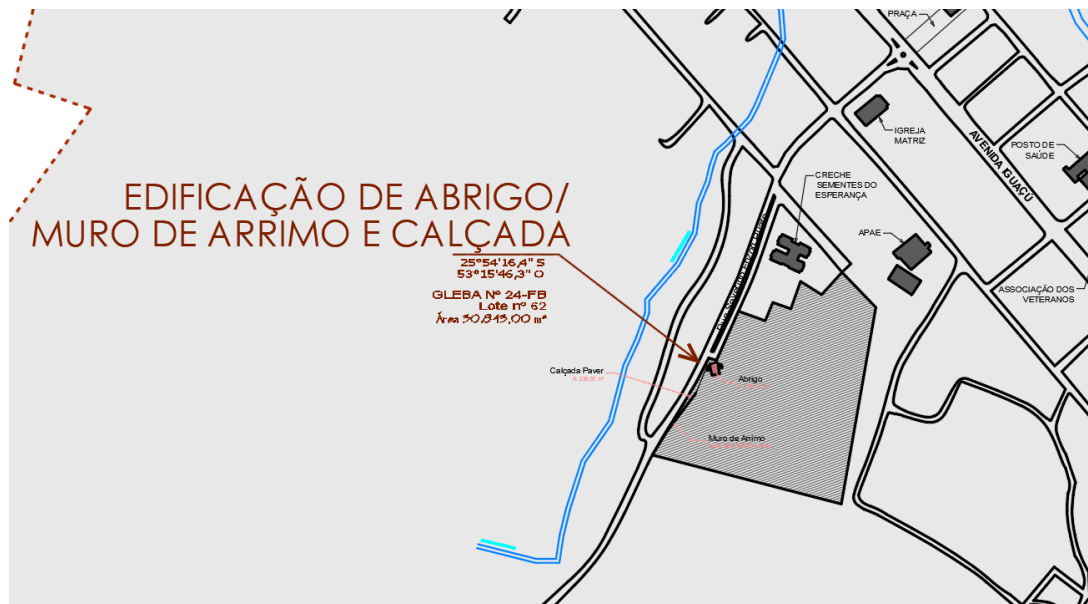 PRAÇA
IGREJA
MATRIZ
AVENIDA IGUAÇÚ
POSTO DE
SAÚDE
CRECHE
SEMENTES DO
ESPERANÇA
APAE
ASSOCIAÇÃO DOS
VETERANOS
EDIFICAÇÃO DE ABRIGO/
MURO DE ARRIMO E CALÇADA
25°54'16,4" S
53°15'46,3" O
GLEBA Nº 24-FB
Lote nº 62
Área 30.843,00 m²
Calçada Paver
Abrigo
Muro de Arrimo